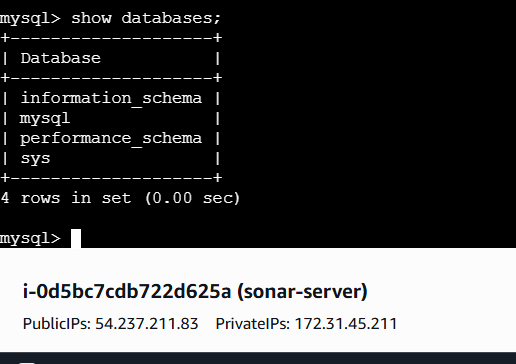 mysql> show databases;
+--------------------+
| Database           |
+--------------------+
| information_schema |
| mysql              |
| performance_schema |
| sys                |
+--------------------+
4 rows in set (0.00 sec)
mysql>
i-0d5bc7cdb722d625a (sonar-server)
PublicIPs: 54.237.211.83    PrivateIPs: 172.31.45.211